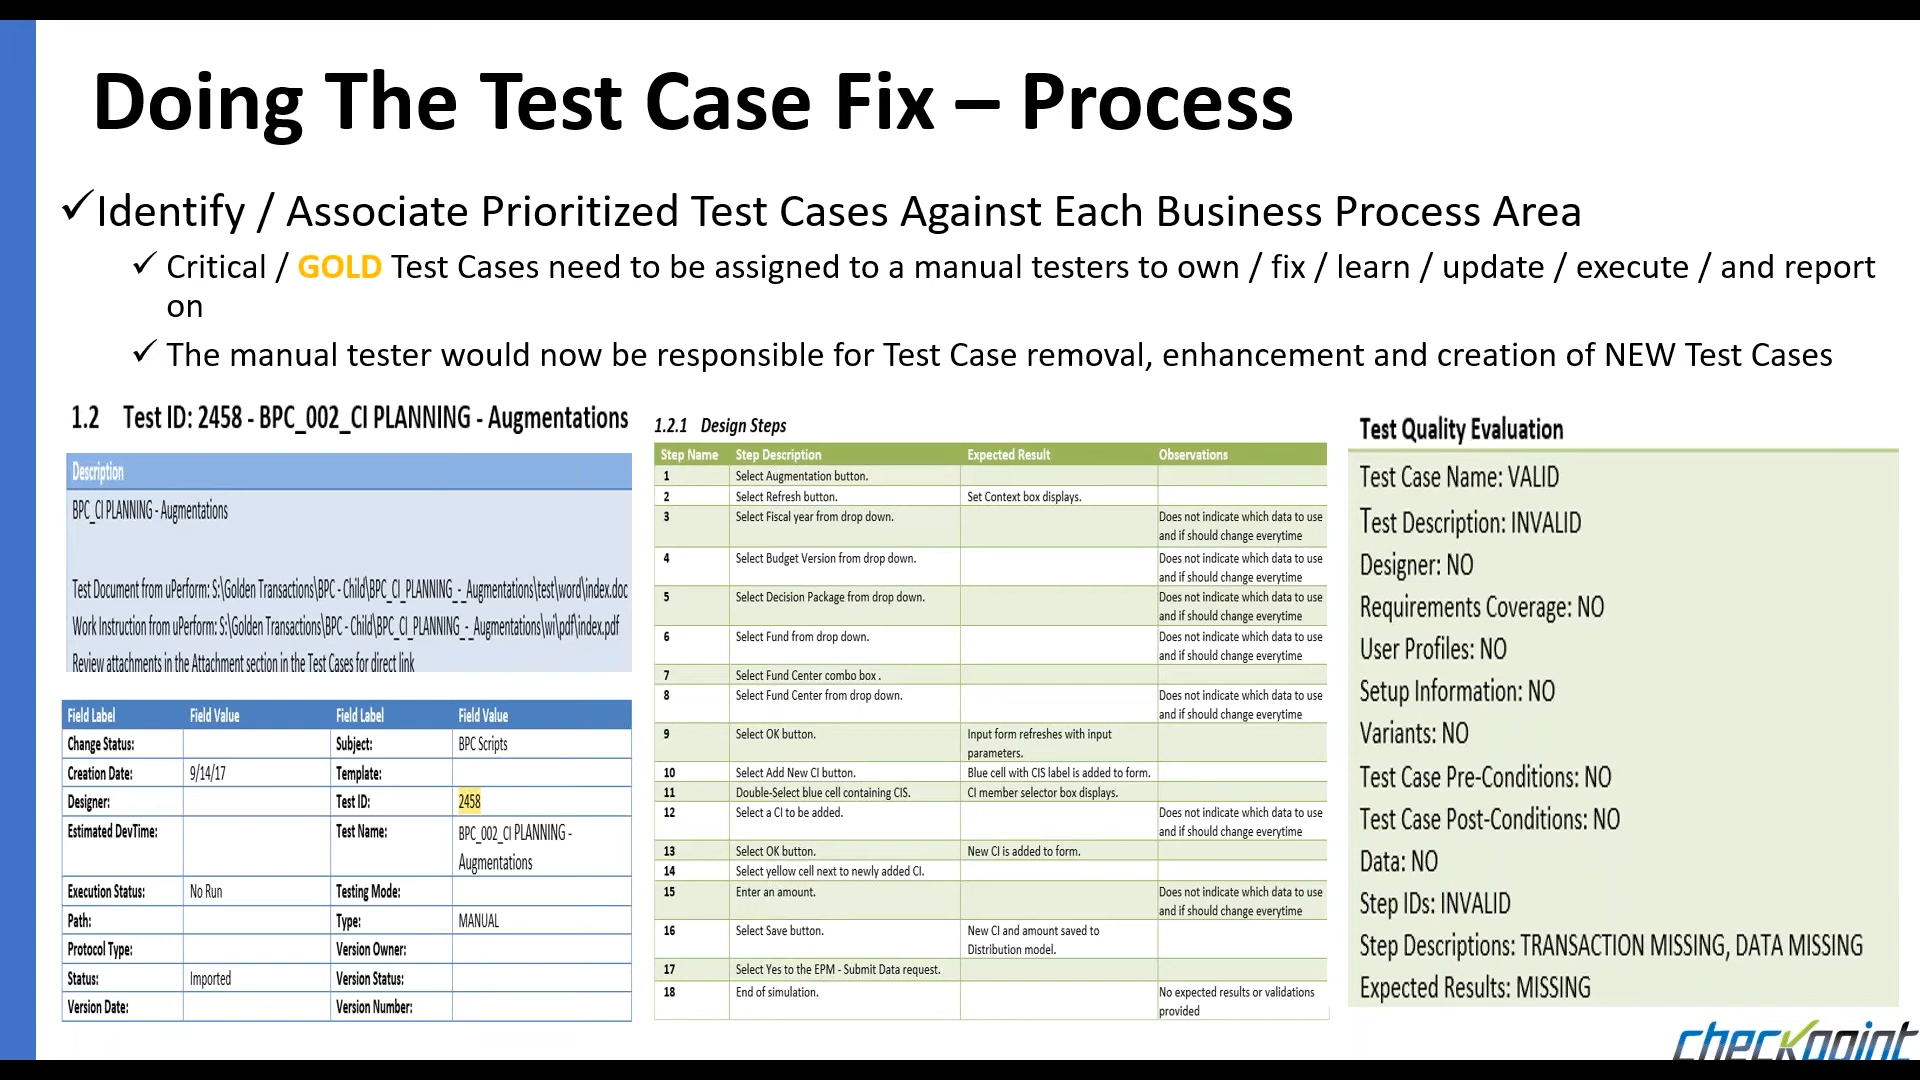 Doing The Test Case Fix – Process
✓Identify / Associate Prioritized Test Cases Against Each Business Process Area
✓ Critical / GOLD Test Cases need to be assigned to a manual testers to own / fix / learn / update / execute / and report
on
✓ The manual tester would now be responsible for Test Case removal, enhancement and creation of NEW Test Cases
1.2 Test ID: 2458 - BPC_002_CI PLANNING - Augmentations
Description
BPC_CI PLANNING - Augmentations
Test Document from uPerform: S:\Golden Transactions\BPC - Child\BPC_CI_PLANNING_-_Augmentations\test\word\index.doc
Work Instruction from uPerform: S:\Golden Transactions\BPC - Child\BPC_CI_PLANNING_-_Augmentations\wi\pdf\index.pdf
Review attachments in the Attachment section in the Test Cases for direct link
Field Label Field Value Field Label Field Value
Change Status: Subject: BPC Scripts
Creation Date: 9/14/17 Template:
Designer: Test ID: 2458
Estimated DevTime: Test Name: BPC_002_CI PLANNING -
Augmentations
Execution Status: No Run Testing Mode:
Path: Type: MANUAL
Protocol Type: Version Owner:
Status: Imported Version Status:
Version Date: Version Number:
1.2.1 Design Steps
Step Name Step Description Expected Result Observations
1 Select Augmentation button.
2 Select Refresh button. Set Context box displays.
3 Select Fiscal year from drop down. Does not indicate which data to use
and if should change everytime
4 Select Budget Version from drop down. Does not indicate which data to use
and if should change everytime
5 Select Decision Package from drop down. Does not indicate which data to use
and if should change everytime
6 Select Fund from drop down. Does not indicate which data to use
and if should change everytime
7 Select Fund Center combo box .
8 Select Fund Center from drop down. Does not indicate which data to use
and if should change everytime
9 Select OK button. Input form refreshes with input
parameters.
10 Select Add New CI button. Blue cell with CIS label is added to form.
11 Double-Select blue cell containing CIS. CI member selector box displays.
12 Select a CI to be added. Does not indicate which data to use
and if should change everytime
13 Select OK button. New CI is added to form.
14 Select yellow cell next to newly added CI.
15 Enter an amount. Does not indicate which data to use
and if should change everytime
16 Select Save button. New CI and amount saved to
Distribution model.
17 Select Yes to the EPM - Submit Data request.
18 End of simulation. No expected results or validations
provided
Test Quality Evaluation
Test Case Name: VALID
Test Description: INVALID
Designer: NO
Requirements Coverage: NO
User Profiles: NO
Setup Information: NO
Variants: NO
Test Case Pre-Conditions: NO
Test Case Post-Conditions: NO
Data: NO
Step IDs: INVALID
Step Descriptions: TRANSACTION MISSING, DATA MISSING
Expected Results: MISSING
checkpoint